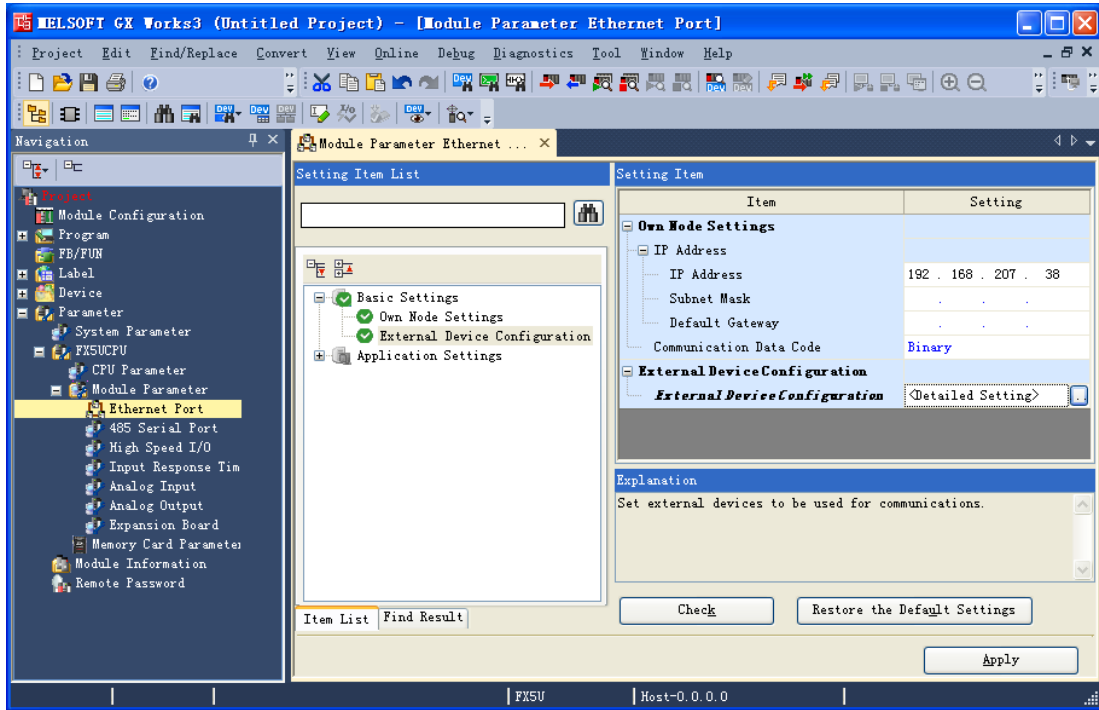 MELSOFT GX Works3 (Untitled Project) - [Module Parameter Ethernet Port]
Project Edit Find/Replace Convert View Online Debug Diagnostics Tool Window Help
Navigation
Project
Module Configuration
Program
FB/FUN
Label
Device
Parameter
System Parameter
FX5UCPU
CPU Parameter
Module Parameter
Ethernet Port
485 Serial Port
High Speed I/O
Input Response Tim
Analog Input
Analog Output
Expansion Board
Memory Card Parameter
Module Information
Remote Password
Module Parameter Ethernet ...
Setting Item List
Basic Settings
Own Node Settings
External Device Configuration
Application Settings
Item List Find Result
Setting Item
Item Setting
Own Node Settings
IP Address
IP Address 192 . 168 . 207 . 38
Subnet Mask . . .
Default Gateway . . .
Communication Data Code Binary
External Device Configuration
External Device Configuration <Detailed Setting>
Explanation
Set external devices to be used for communications.
Check Restore the Default Settings
Apply
FX5U Host-0.0.0.0